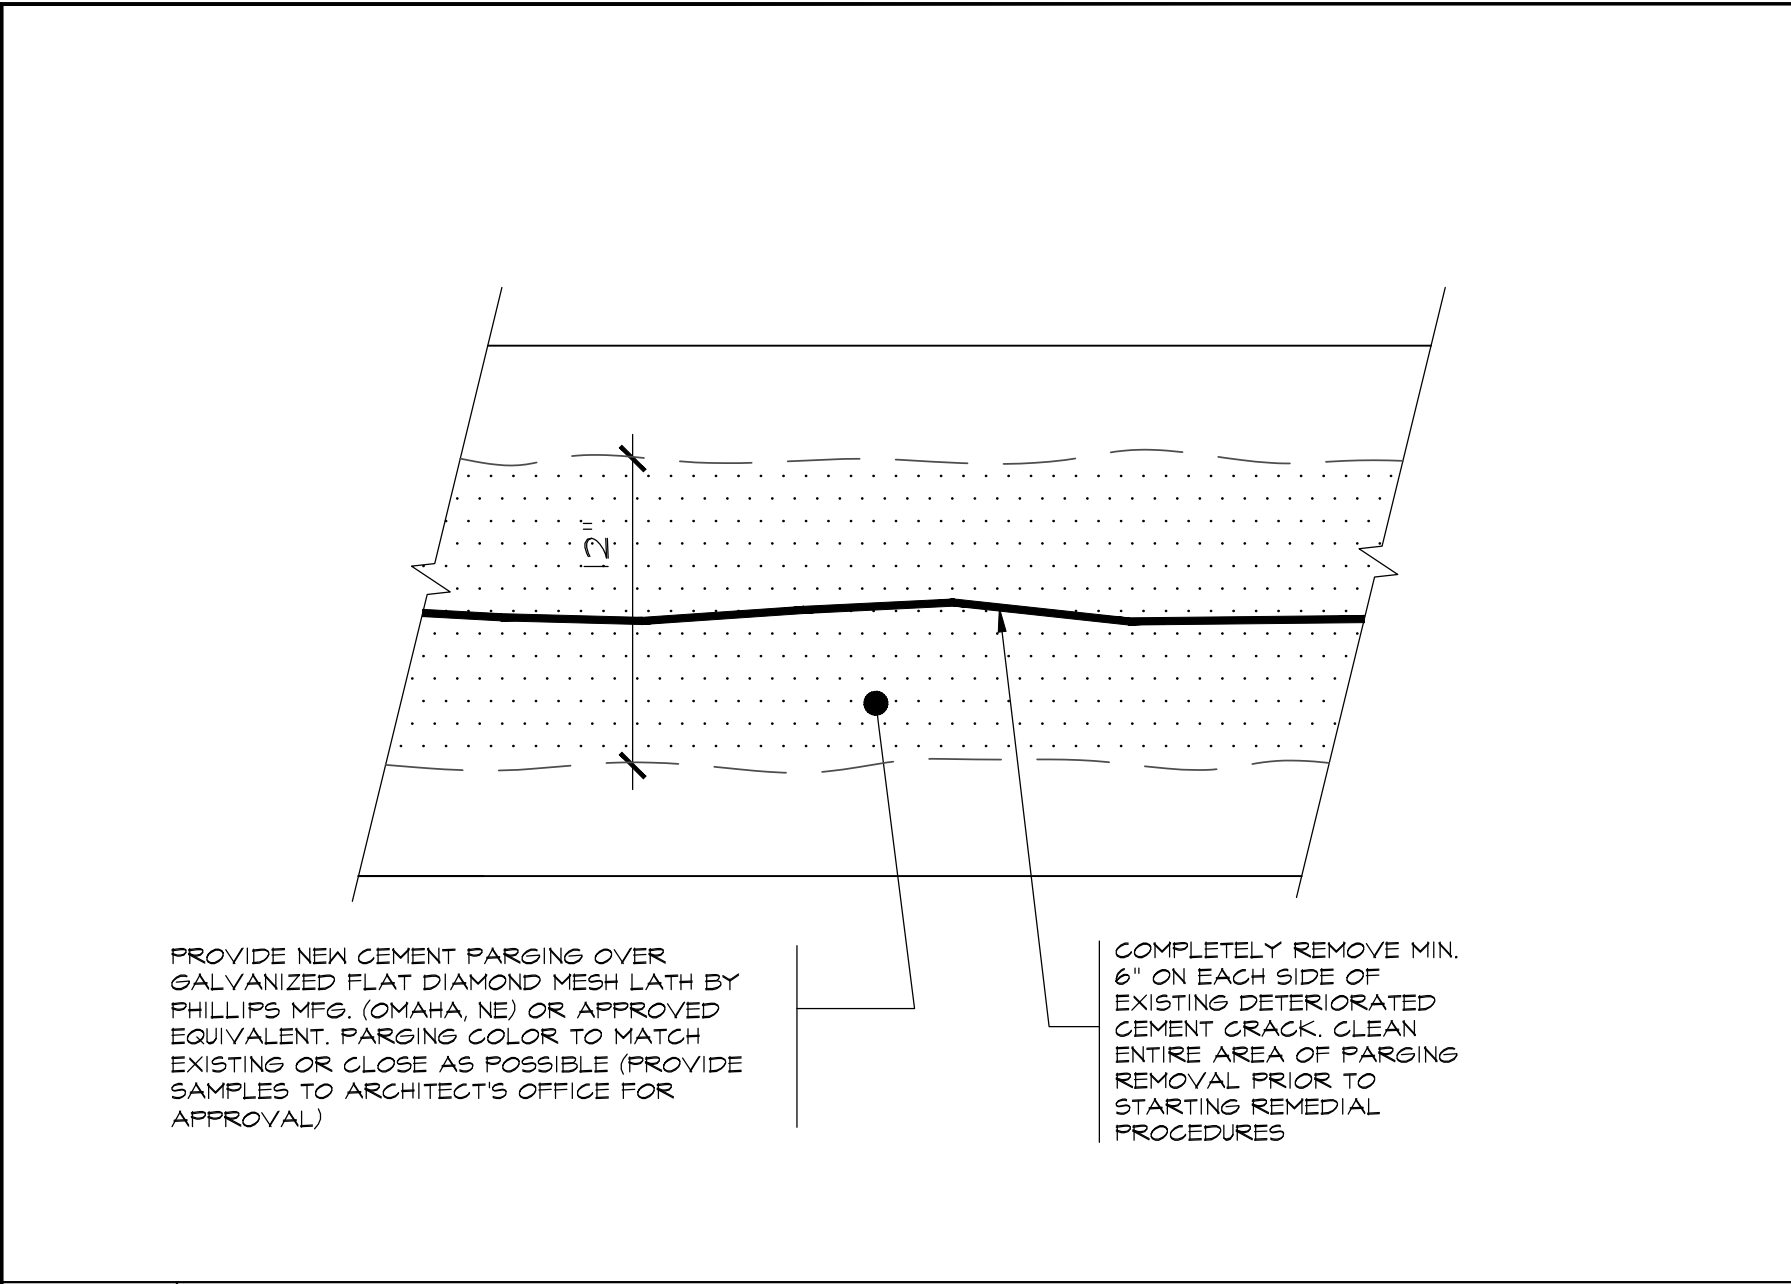 12"
PROVIDE NEW CEMENT PARGING OVER
GALVANIZED FLAT DIAMOND MESH LATH BY
PHILLIPS MFG. (OMAHA, NE) OR APPROVED
EQUIVALENT. PARGING COLOR TO MATCH
EXISTING OR CLOSE AS POSSIBLE (PROVIDE
SAMPLES TO ARCHITECT'S OFFICE FOR
APPROVAL)
COMPLETELY REMOVE MIN.
6" ON EACH SIDE OF
EXISTING DETERIORATED
CEMENT CRACK. CLEAN
ENTIRE AREA OF PARGING
REMOVAL PRIOR TO
STARTING REMEDIAL
PROCEDURES